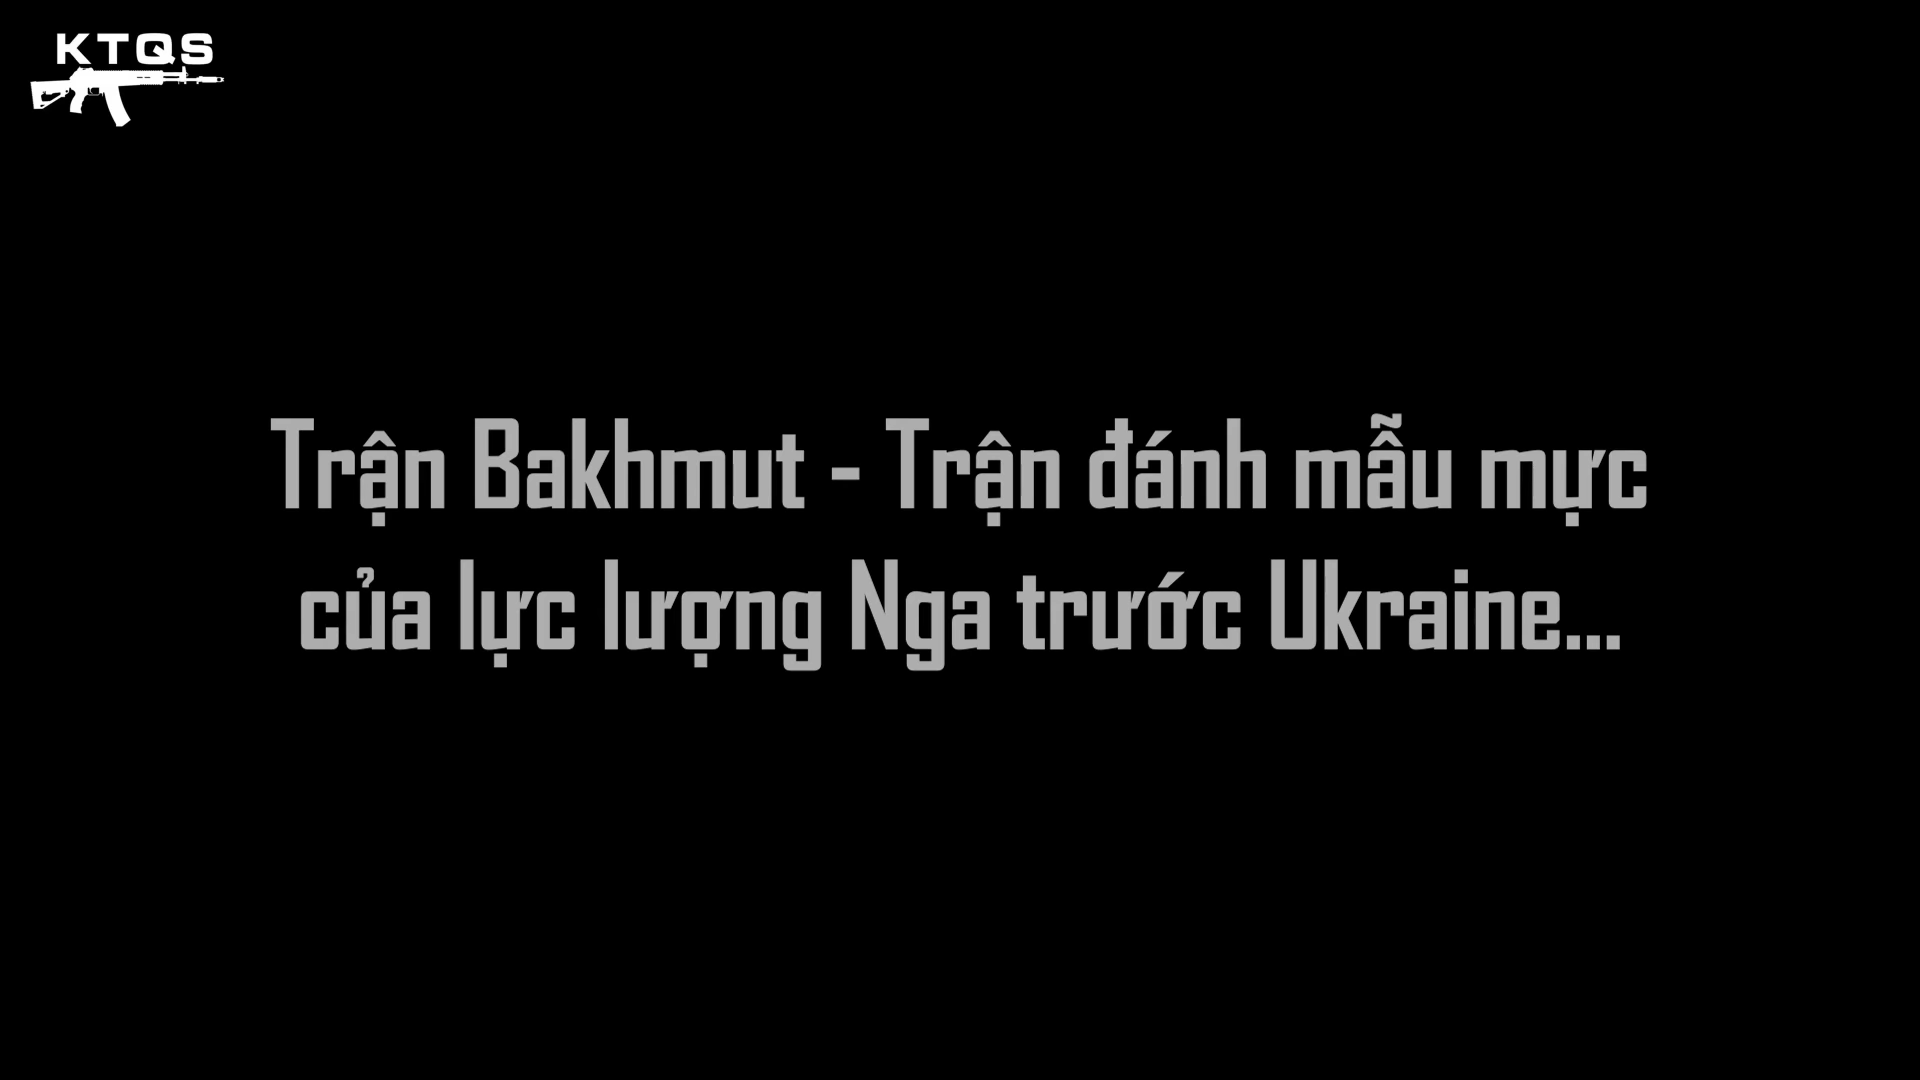 KTQS
Trận Bakhmut - Trận đánh mẫu mực
của lực lượng Nga trước Ukraine...